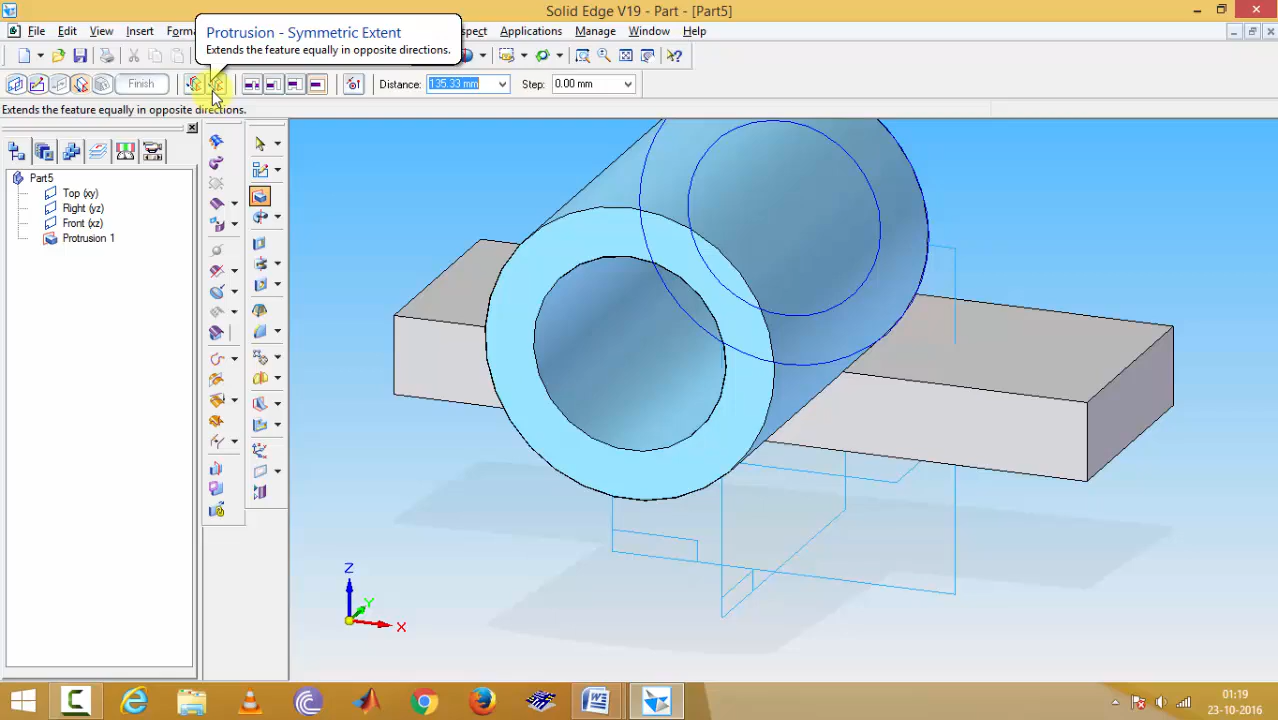 Solid Edge V19 - Part - [Part5]
File Edit View Insert Forma spect Applications Manage Window Help
Protrusion - Symmetric Extent
Extends the feature equally in opposite directions.
Finish Distance: 135.33 mm Step: 0.00 mm
Extends the feature equally in opposite directions.
Part5
Top (xy)
Right (yz)
Front (xz)
Protrusion 1
Z
Y
X
01:19
23-10-2016